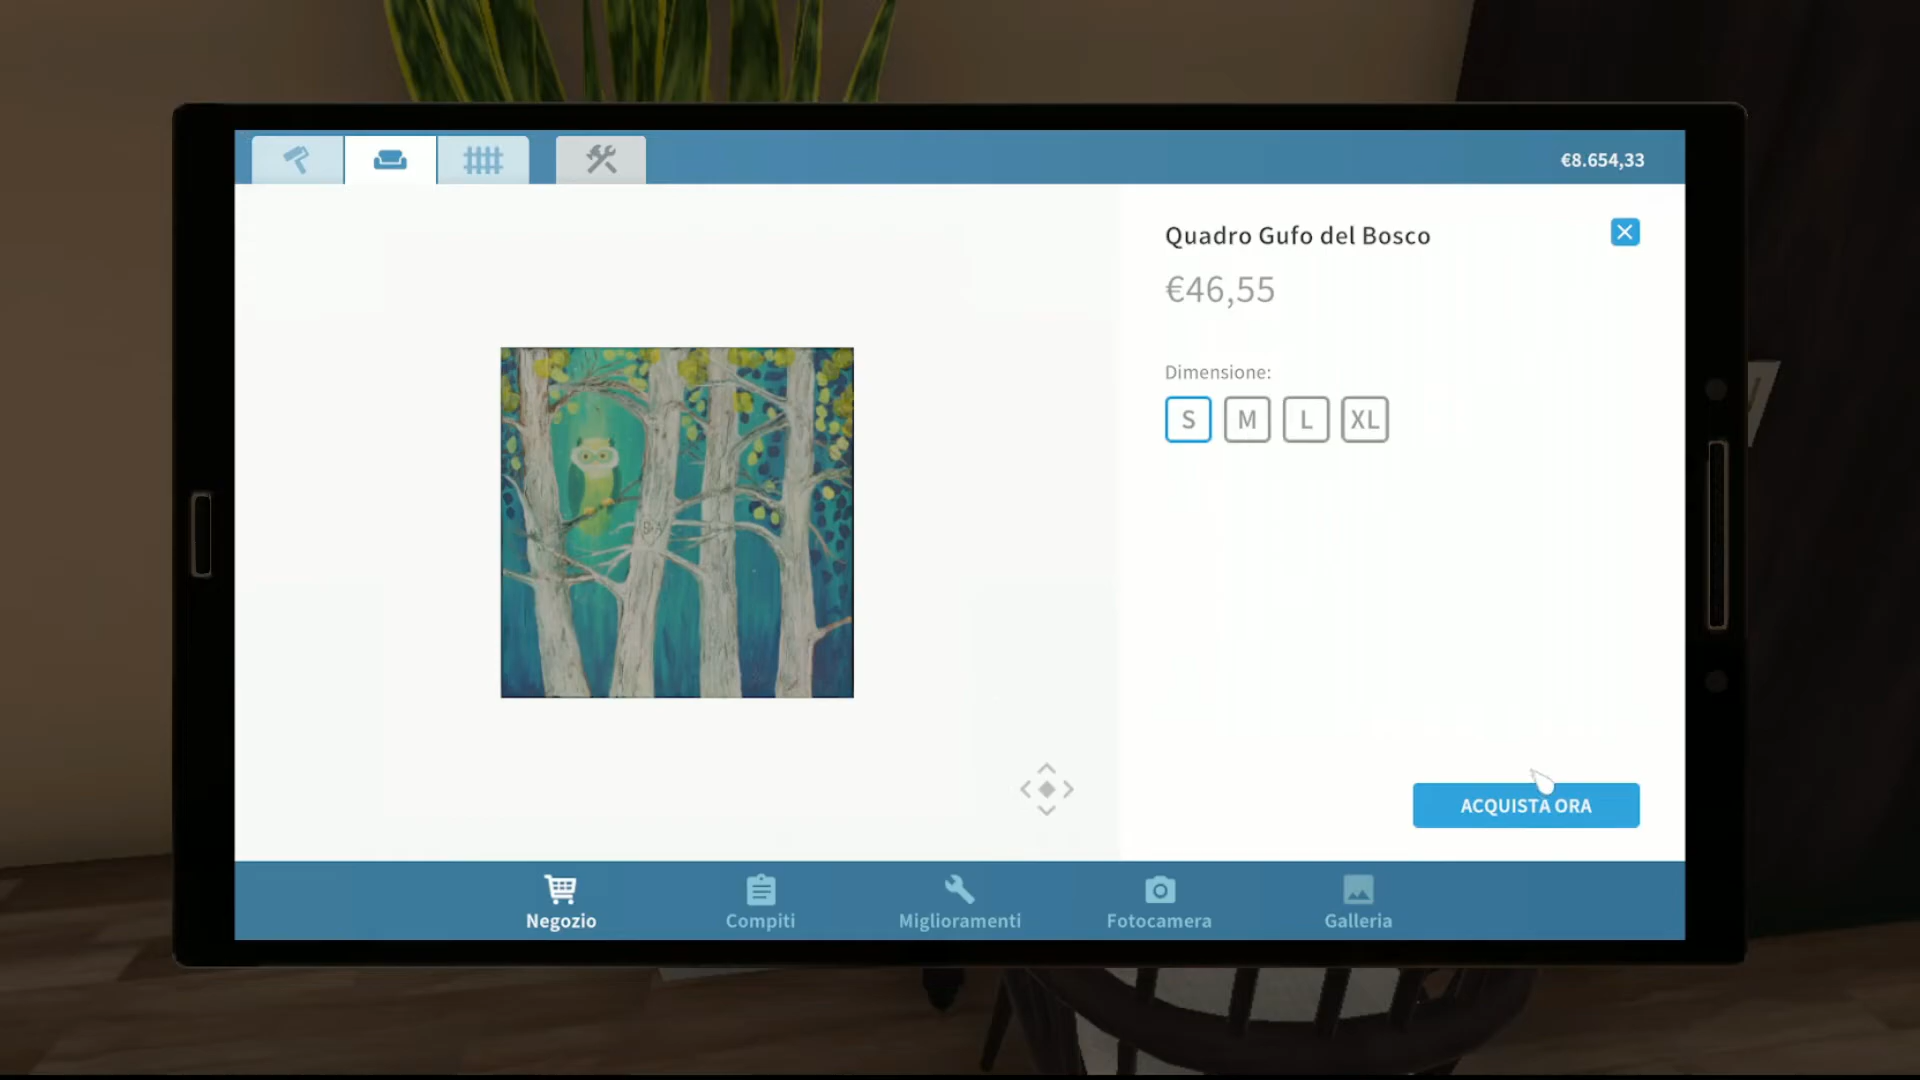 €8.654,33
Quadro Gufo del Bosco
€46,55
Dimensione:
S M L XL
ACQUISTA ORA
Negozio Compiti Miglioramenti Fotocamera Galleria